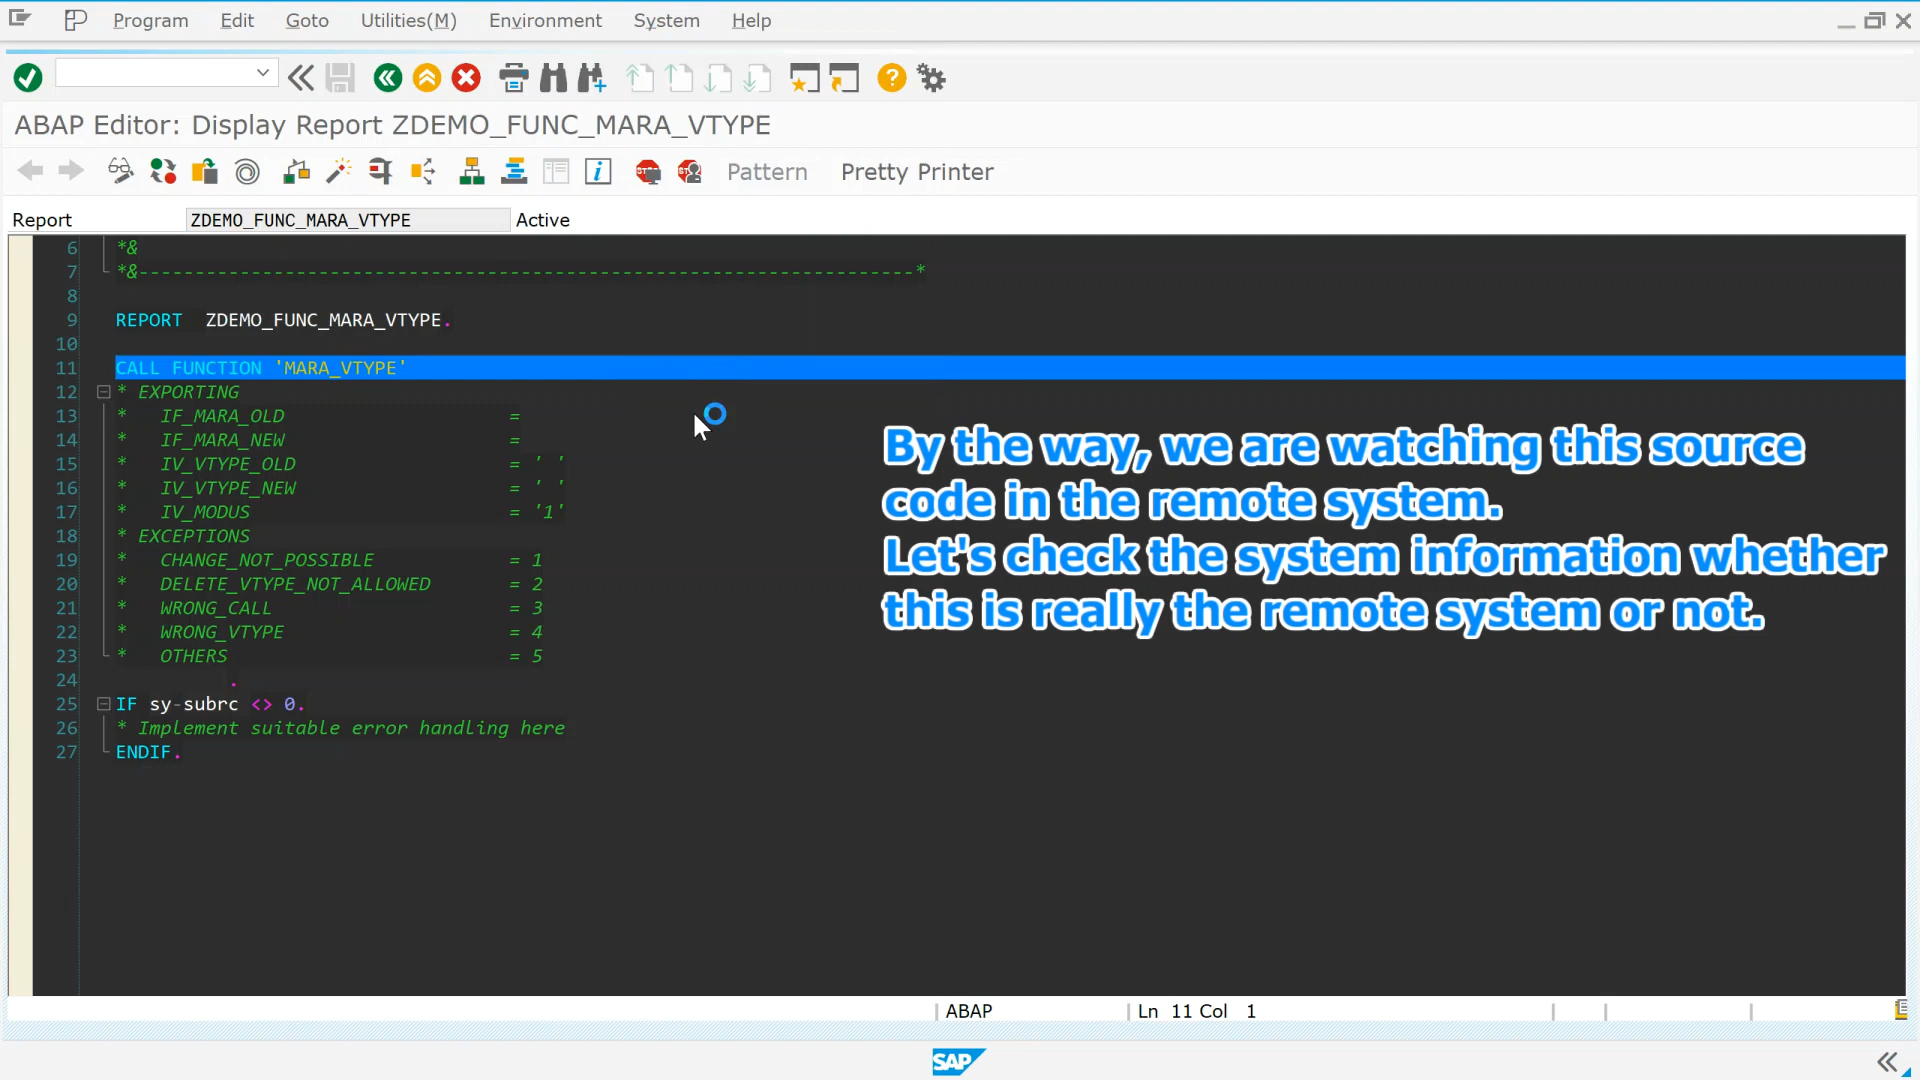 Program Edit Goto Utilities(M) Environment System Help
ABAP Editor: Display Report ZDEMO_FUNC_MARA_VTYPE
Pattern Pretty Printer
Report ZDEMO_FUNC_MARA_VTYPE Active
6 *&
7 *&---------------------------------------------------------------------*
8
9 REPORT  ZDEMO_FUNC_MARA_VTYPE.
10
11 CALL FUNCTION 'MARA_VTYPE'
12 * EXPORTING
13 *   IF_MARA_OLD                    =
14 *   IF_MARA_NEW                    =
15 *   IV_VTYPE_OLD                   = ' '
16 *   IV_VTYPE_NEW                   = ' '
17 *   IV_MODUS                       = '1'
18 * EXCEPTIONS
19 *   CHANGE_NOT_POSSIBLE            = 1
20 *   DELETE_VTYPE_NOT_ALLOWED       = 2
21 *   WRONG_CALL                     = 3
22 *   WRONG_VTYPE                    = 4
23 *   OTHERS                         = 5
24           .
25 IF sy-subrc <> 0.
26 * Implement suitable error handling here
27 ENDIF.
By the way, we are watching this source
code in the remote system.
Let's check the system information whether
this is really the remote system or not.
ABAP Ln 11 Col 1
SAP